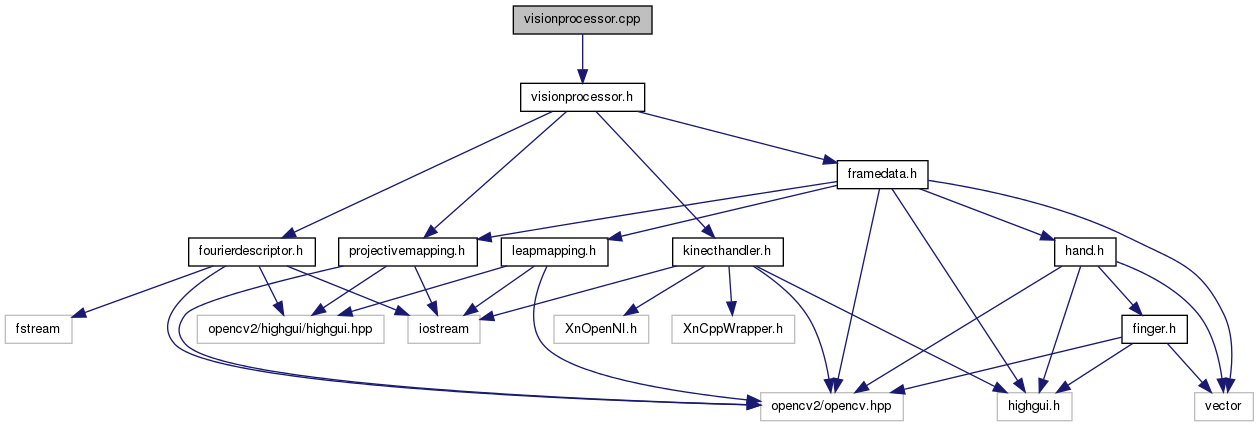 visionprocessor.cpp
visionprocessor.h
framedata.h
fourierdescriptor.h
projectivemapping.h
leapmapping.h
kinecthandler.h
hand.h
fstream
opencv2/highgui/highgui.hpp
iostream
XnOpenNI.h
XnCppWrapper.h
finger.h
opencv2/opencv.hpp
highgui.h
vector